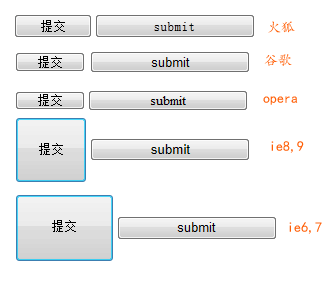 提交 submit 火狐
提交 submit 谷歌
提交 submit opera
提交 submit ie8,9
提交 submit ie6,7